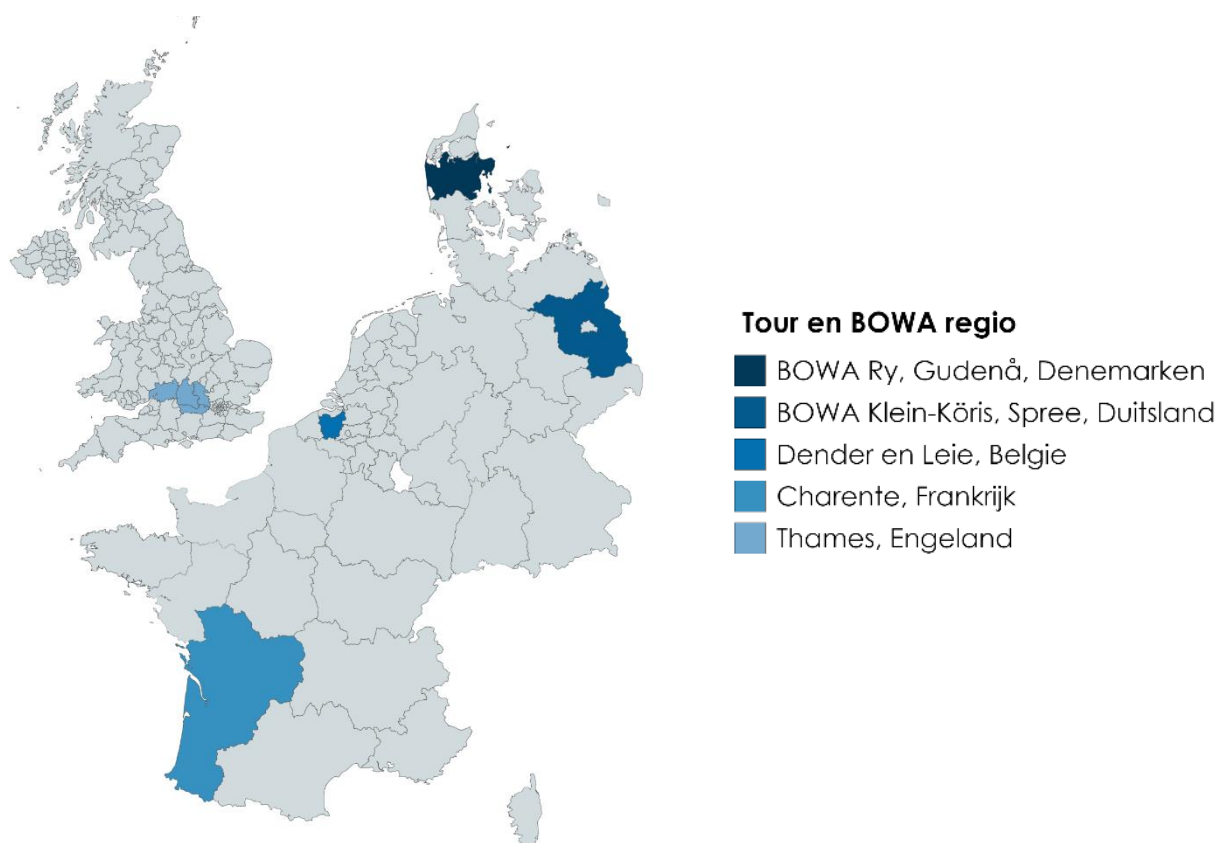 Tour en BOWA regio
BOWA Ry, Gudenå, Denemarken
BOWA Klein-Köris, Spree, Duitsland
Dender en Leie, Belgie
Charente, Frankrijk
Thames, Engeland